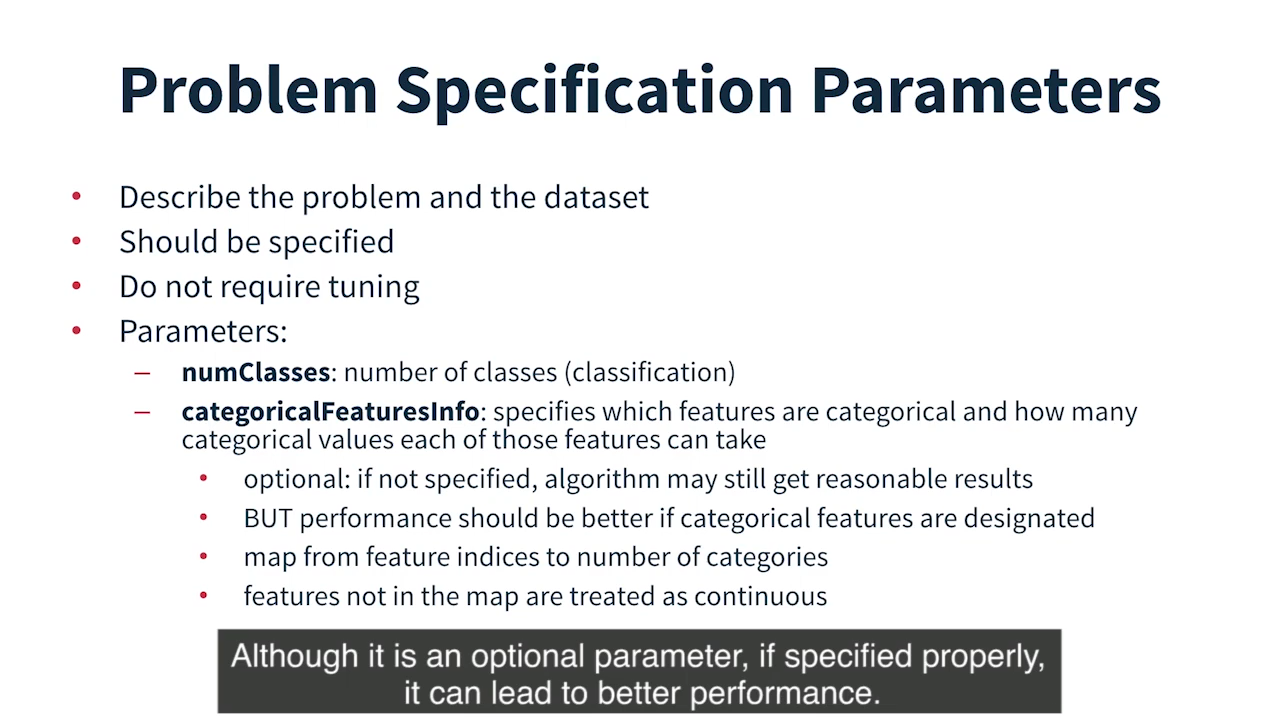 Problem Specification Parameters
• Describe the problem and the dataset
• Should be specified
• Do not require tuning
• Parameters:
– numClasses: number of classes (classification)
– categoricalFeaturesInfo: specifies which features are categorical and how many
categorical values each of those features can take
• optional: if not specified, algorithm may still get reasonable results
• BUT performance should be better if categorical features are designated
• map from feature indices to number of categories
• features not in the map are treated as continuous
Although it is an optional parameter, if specified properly,
it can lead to better performance.